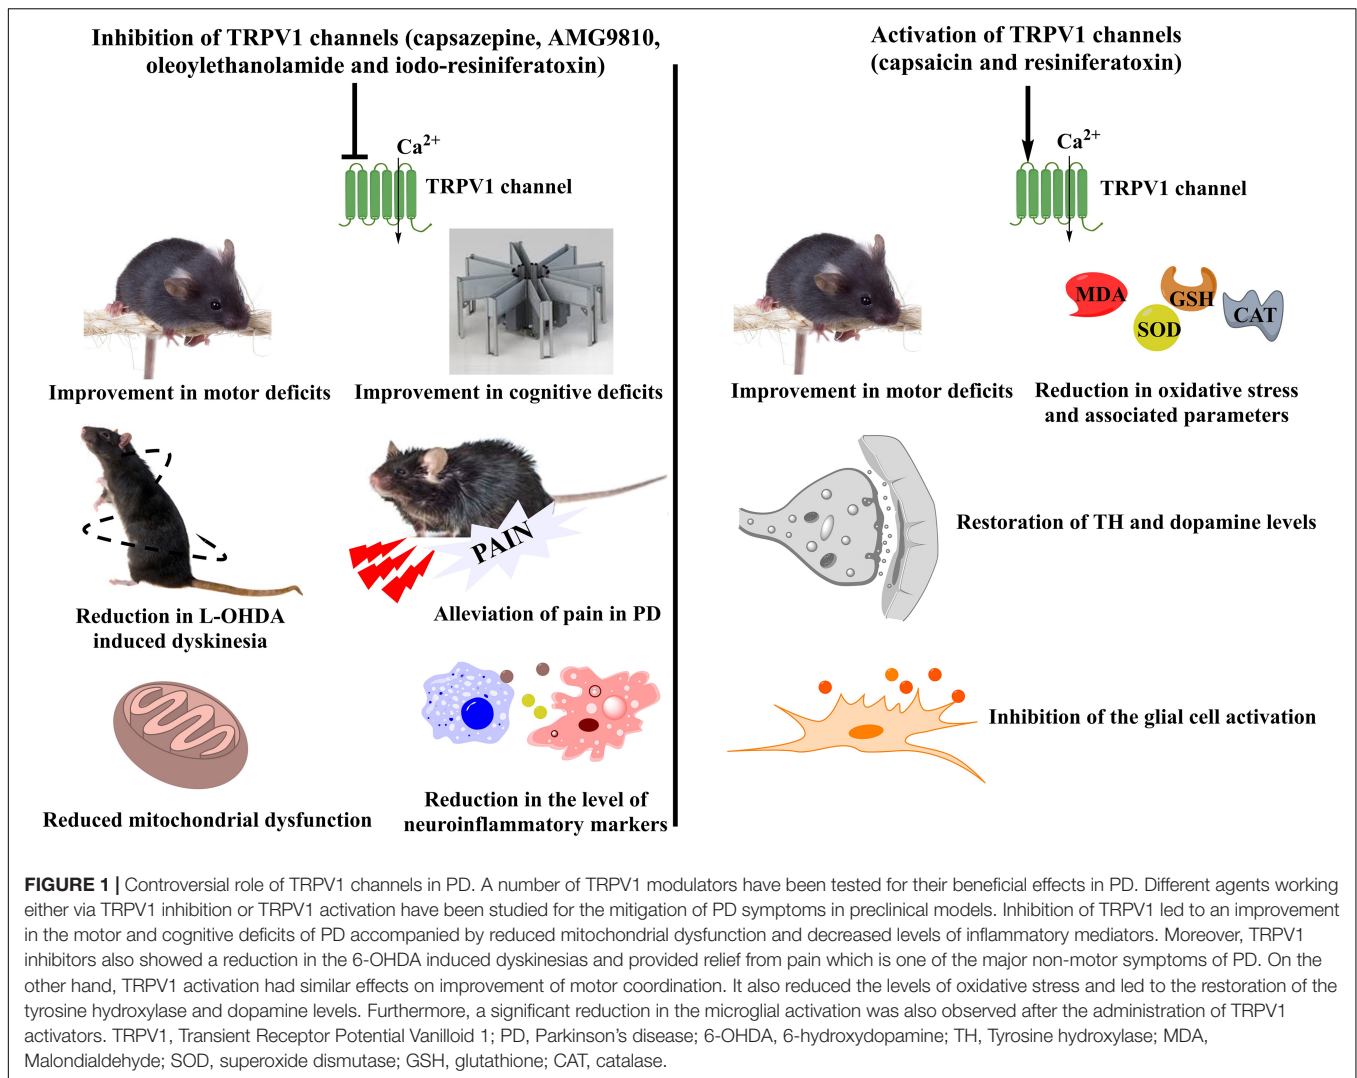 Inhibition of TRPV1 channels (capsazepine, AMG9810,
oleoylethanolamide and iodo-resiniferatoxin)
Ca2+
TRPV1 channel
Improvement in motor deficits
Improvement in cognitive deficits
PAIN
Reduction in L-OHDA
induced dyskinesia
Alleviation of pain in PD
Reduced mitochondrial dysfunction
Reduction in the level of
neuroinflammatory markers
Activation of TRPV1 channels
(capsaicin and resiniferatoxin)
Ca2+
TRPV1 channel
MDA
GSH
SOD
CAT
Improvement in motor deficits
Reduction in oxidative stress
and associated parameters
Restoration of TH and dopamine levels
Inhibition of the glial cell activation
FIGURE 1 | Controversial role of TRPV1 channels in PD. A number of TRPV1 modulators have been tested for their beneficial effects in PD. Different agents working
either via TRPV1 inhibition or TRPV1 activation have been studied for the mitigation of PD symptoms in preclinical models. Inhibition of TRPV1 led to an improvement
in the motor and cognitive deficits of PD accompanied by reduced mitochondrial dysfunction and decreased levels of inflammatory mediators. Moreover, TRPV1
inhibitors also showed a reduction in the 6-OHDA induced dyskinesias and provided relief from pain which is one of the major non-motor symptoms of PD. On the
other hand, TRPV1 activation had similar effects on improvement of motor coordination. It also reduced the levels of oxidative stress and led to the restoration of the
tyrosine hydroxylase and dopamine levels. Furthermore, a significant reduction in the microglial activation was also observed after the administration of TRPV1
activators. TRPV1, Transient Receptor Potential Vanilloid 1; PD, Parkinson's disease; 6-OHDA, 6-hydroxydopamine; TH, Tyrosine hydroxylase; MDA,
Malondialdehyde; SOD, superoxide dismutase; GSH, glutathione; CAT, catalase.